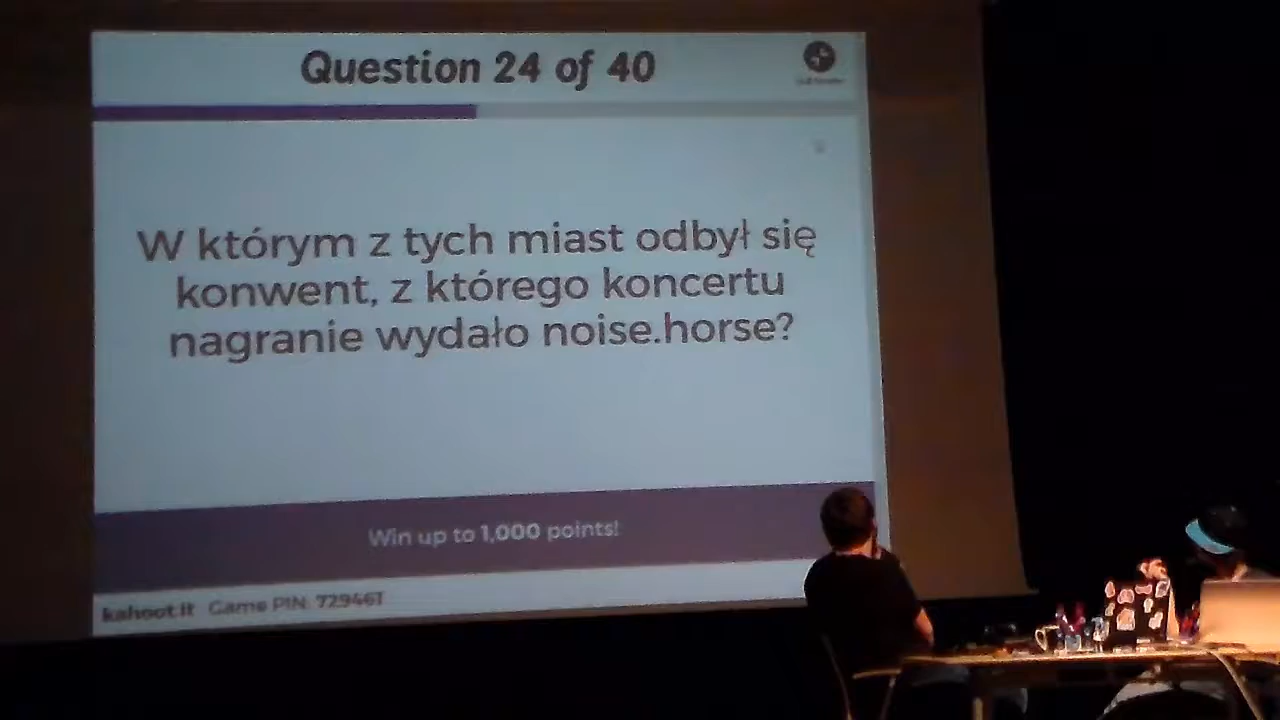 Question 24 of 40
W którym z tych miast odbył się
konwent, z którego koncertu
nagranie wydało noise.horse?
Win up to 1,000 points!
kahoot.it Game PIN: 729461